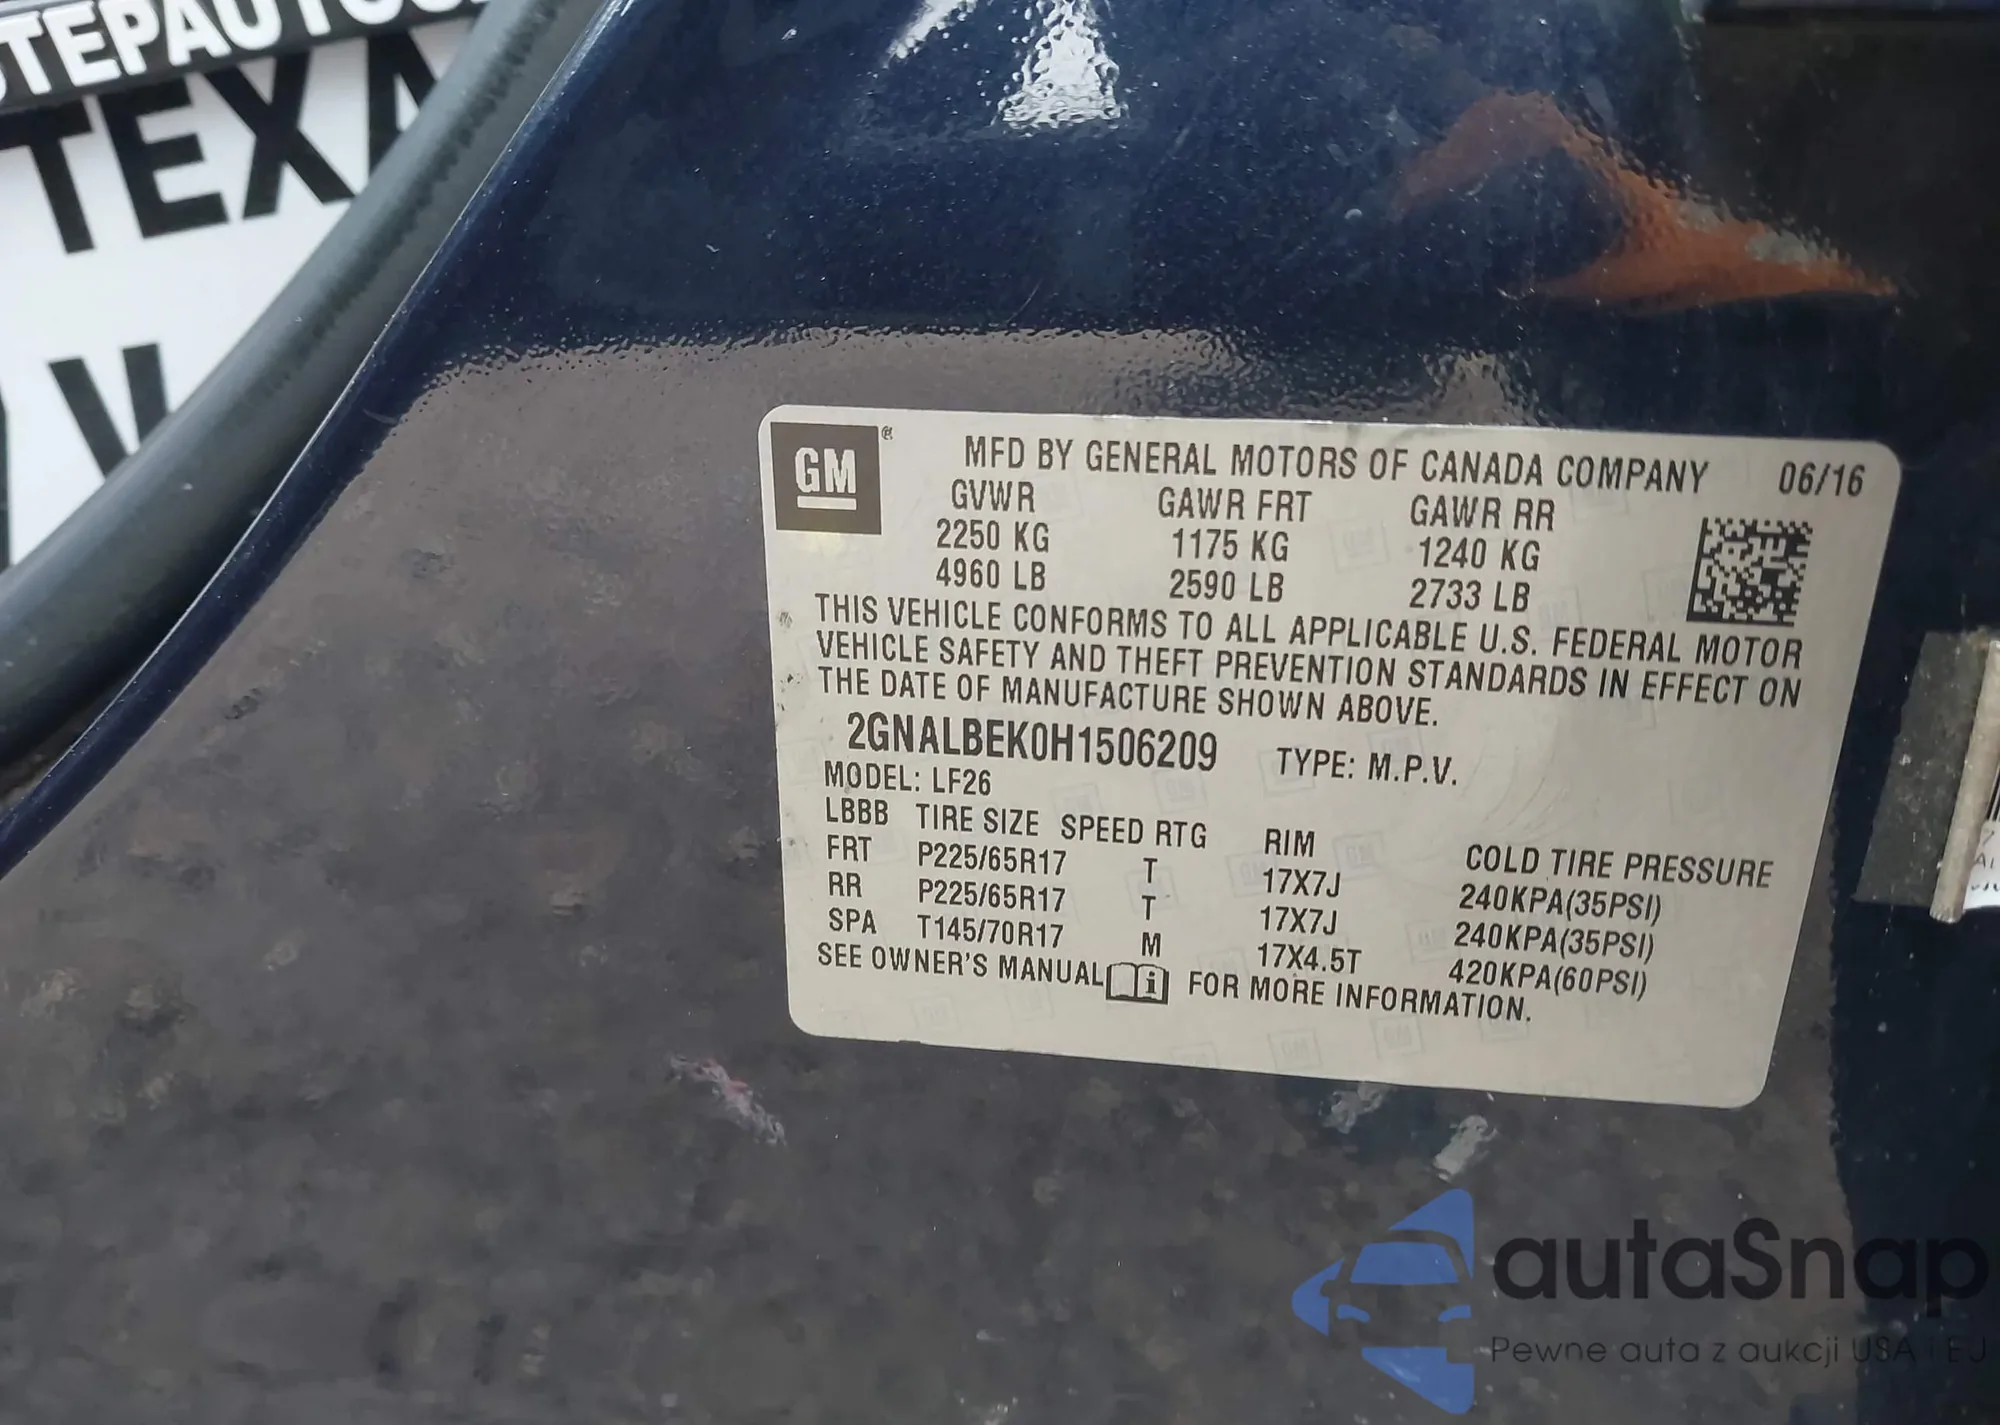 TEPAUTO
TEXA
GM
MFD BY GENERAL MOTORS OF CANADA COMPANY 06/16
GVWR GAWR FRT GAWR RR
2250 KG 1175 KG 1240 KG
4960 LB 2590 LB 2733 LB
THIS VEHICLE CONFORMS TO ALL APPLICABLE U.S. FEDERAL MOTOR
VEHICLE SAFETY AND THEFT PREVENTION STANDARDS IN EFFECT ON
THE DATE OF MANUFACTURE SHOWN ABOVE.
2GNALBEK0H1506209 TYPE: M.P.V.
MODEL: LF26
LBBB TIRE SIZE SPEED RTG RIM COLD TIRE PRESSURE
FRT P225/65R17 T 17X7J 240KPA(35PSI)
RR P225/65R17 T 17X7J 240KPA(35PSI)
SPA T145/70R17 M 17X4.5T 420KPA(60PSI)
SEE OWNER'S MANUAL FOR MORE INFORMATION.
autaSnap
Pewne auta z aukcji USA i EU